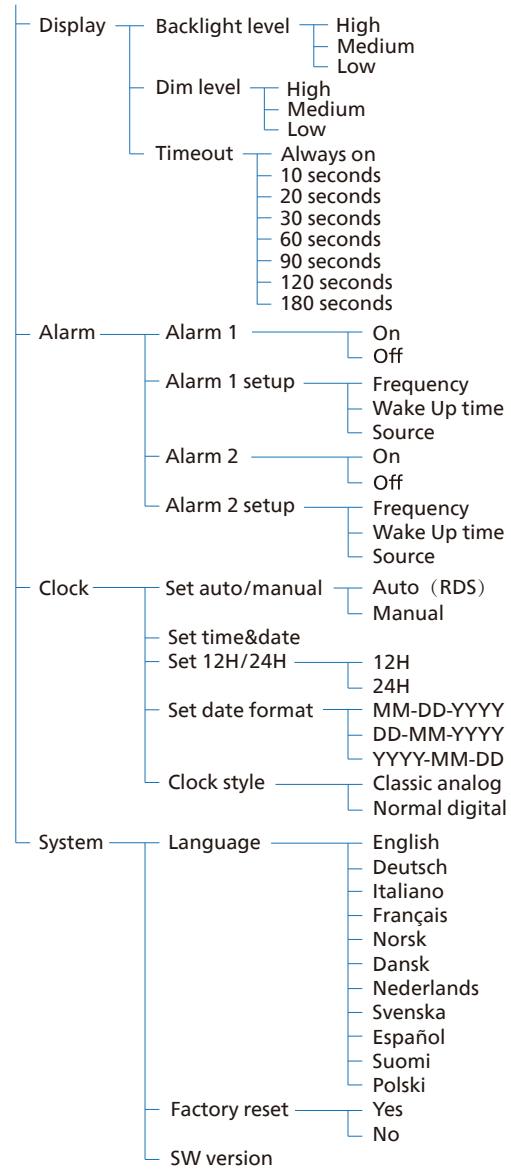 Display Backlight level High
Medium
Low
Dim level High
Medium
Low
Timeout Always on
10 seconds
20 seconds
30 seconds
60 seconds
90 seconds
120 seconds
180 seconds
Alarm Alarm 1 On
Off
Alarm 1 setup Frequency
Wake Up time
Source
Alarm 2 On
Off
Alarm 2 setup Frequency
Wake Up time
Source
Clock Set auto/manual Auto（RDS）
Manual
Set time&date
Set 12H/24H 12H
24H
Set date format MM-DD-YYYY
DD-MM-YYYY
YYYY-MM-DD
Clock style Classic analog
Normal digital
System Language English
Deutsch
Italiano
Français
Norsk
Dansk
Nederlands
Svenska
Español
Suomi
Polski
Factory reset Yes
No
SW version